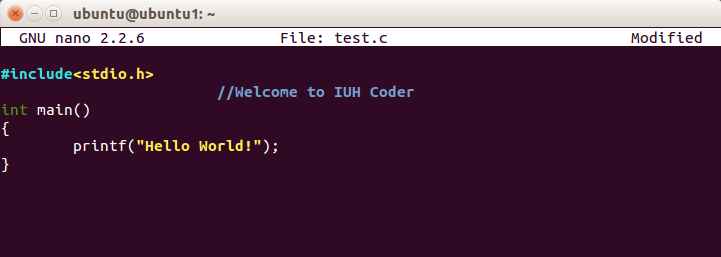 ubuntu@ubuntu1: ~
GNU nano 2.2.6 File: test.c Modified
#include<stdio.h>
//Welcome to IUH Coder
int main()
{
printf("Hello World!");
}